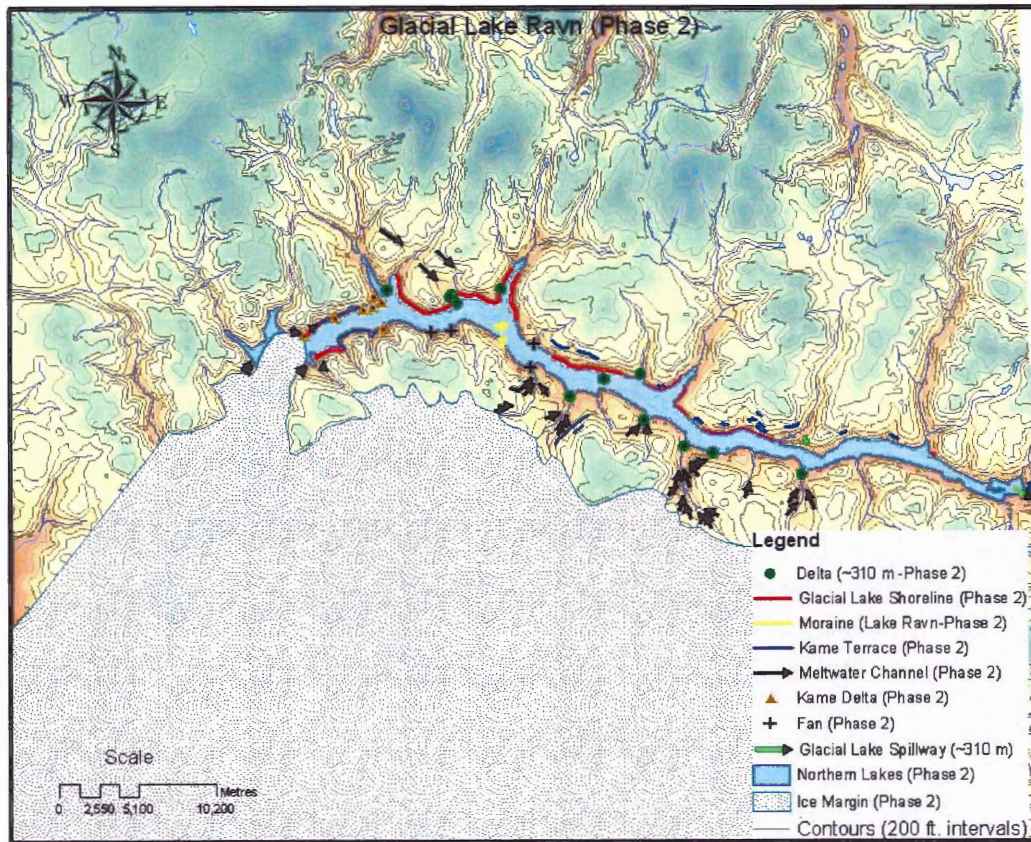 Glacial Lake Ravn (Phase 2)
N
W E
S
Legend
Delta (~310 m-Phase 2)
Glacial Lake Shoreline (Phase 2)
Moraine (Lake Ravn-Phase 2)
Kame Terrace (Phase 2)
Meltwater Channel (Phase 2)
Kame Delta (Phase 2)
Fan (Phase 2)
Glacial Lake Spillway (~310 m)
Northern Lakes (Phase 2)
Ice Margin (Phase 2)
Contours (200 ft. intervals)
Scale
Metres
0 2,550 5,100 10,200